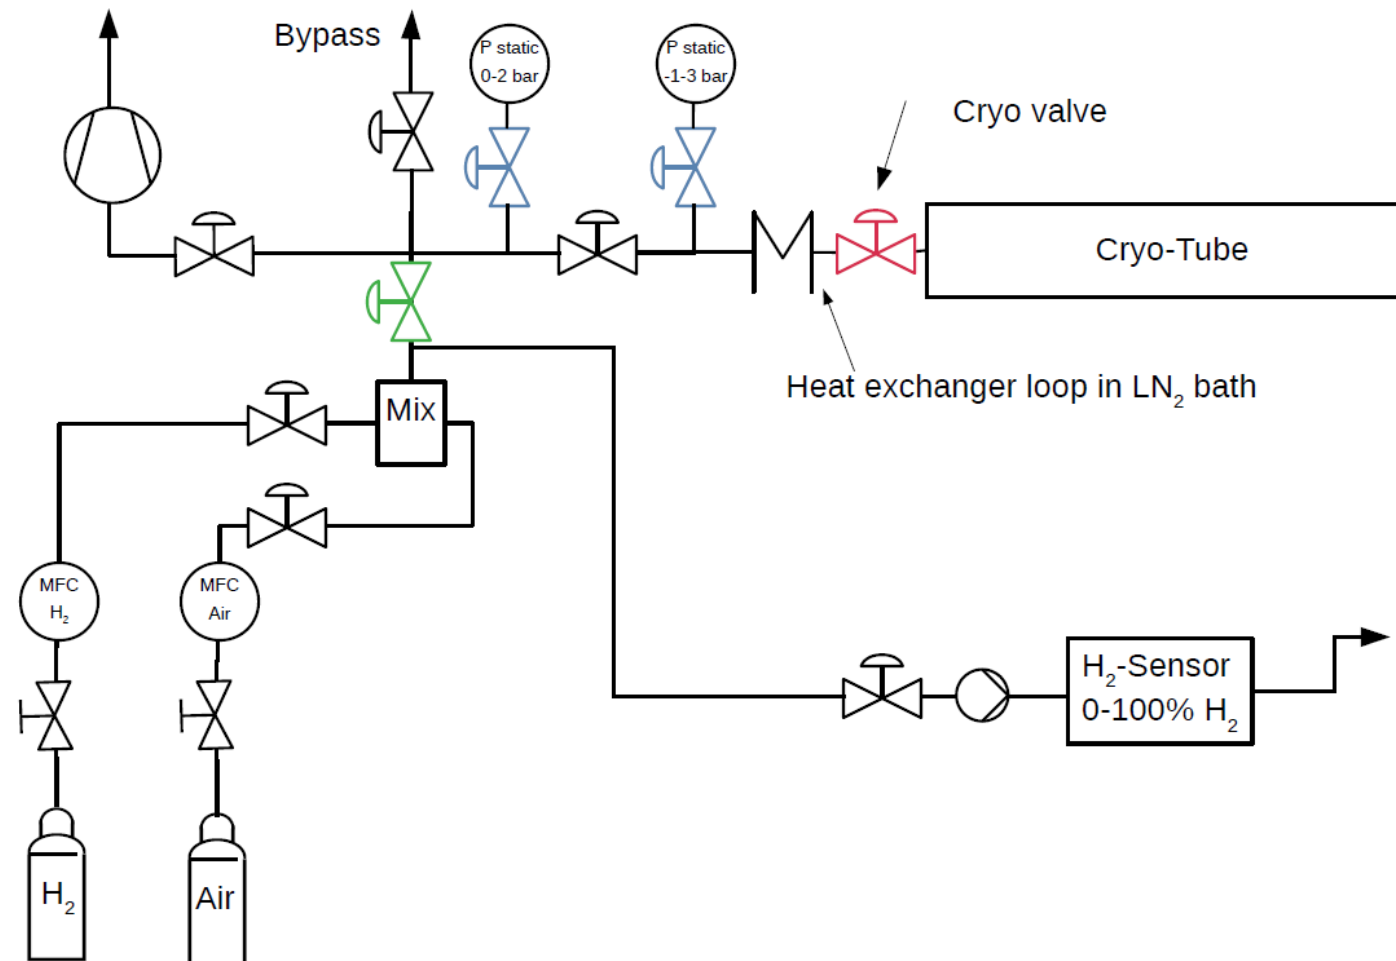 Bypass
P static
0-2 bar
P static
-1-3 bar
Cryo valve
Cryo-Tube
Heat exchanger loop in LN₂ bath
Mix
MFC
H₂
MFC
Air
H₂-Sensor
0-100% H₂
H₂
Air